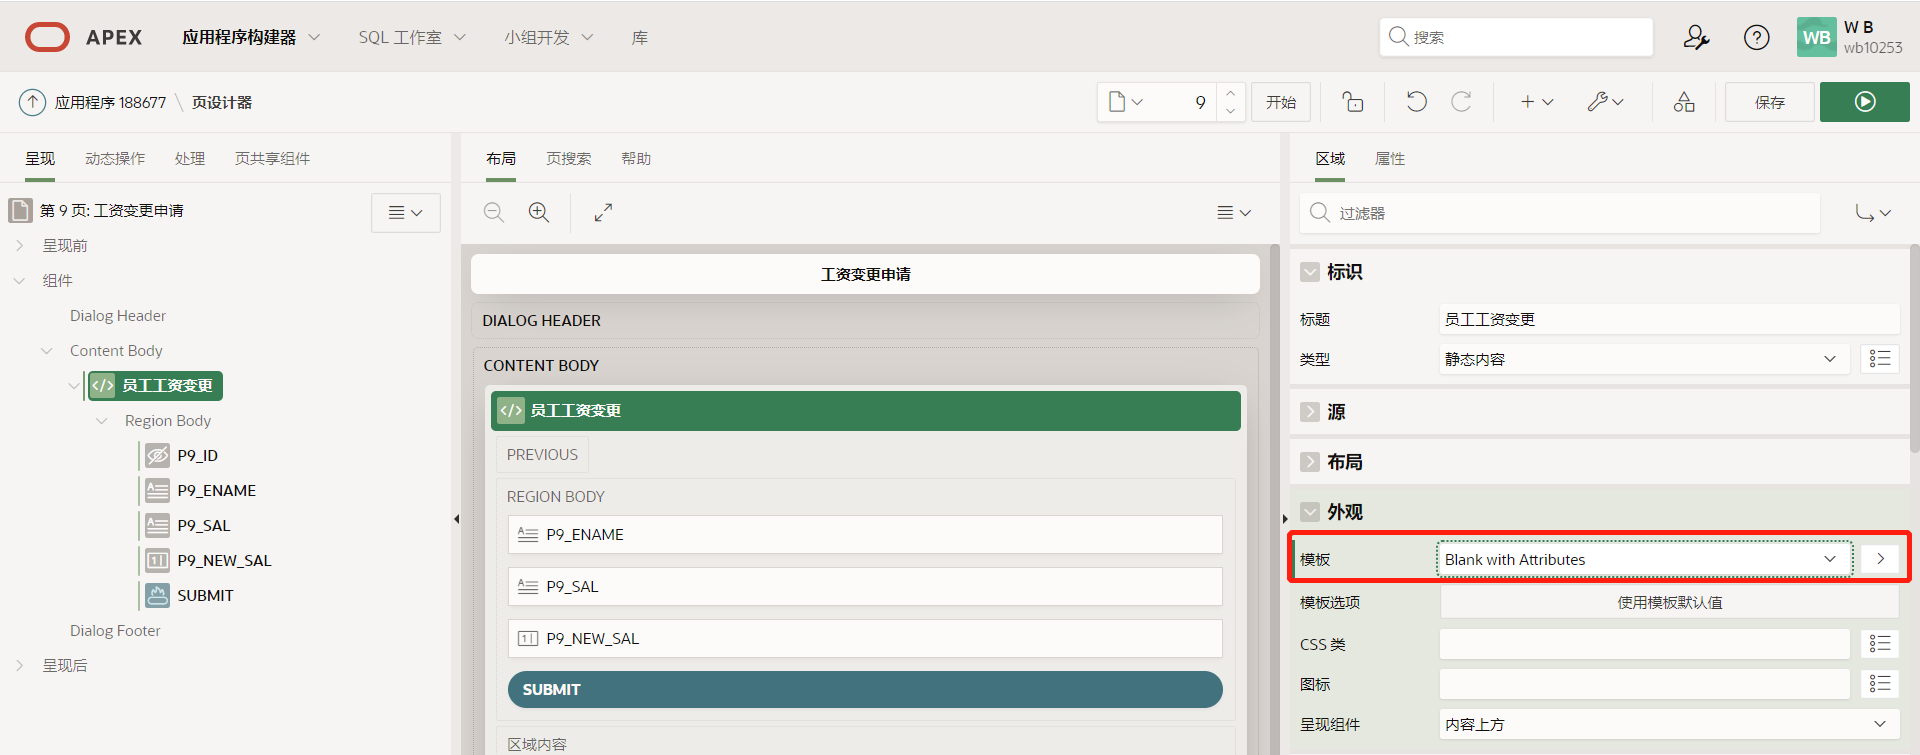 APEX 应用程序构建器 SQL 工作室 小组开发 库 搜索 WB W B
wb10253
应用程序 188677 \ 页设计器 9 开始 保存
呈现 动态操作 处理 页共享组件
第 9 页: 工资变更申请
呈现前
组件
Dialog Header
Content Body
</> 员工工资变更
Region Body
P9_ID
P9_ENAME
P9_SAL
P9_NEW_SAL
SUBMIT
Dialog Footer
呈现后
布局 页搜索 帮助
工资变更申请
DIALOG HEADER
CONTENT BODY
</> 员工工资变更
PREVIOUS
REGION BODY
P9_ENAME
P9_SAL
P9_NEW_SAL
SUBMIT
区域内容
区域 属性
过滤器
标识
标题 员工工资变更
类型 静态内容
源
布局
外观
模板 Blank with Attributes
模板选项 使用模板默认值
CSS 类
图标
呈现组件 内容上方